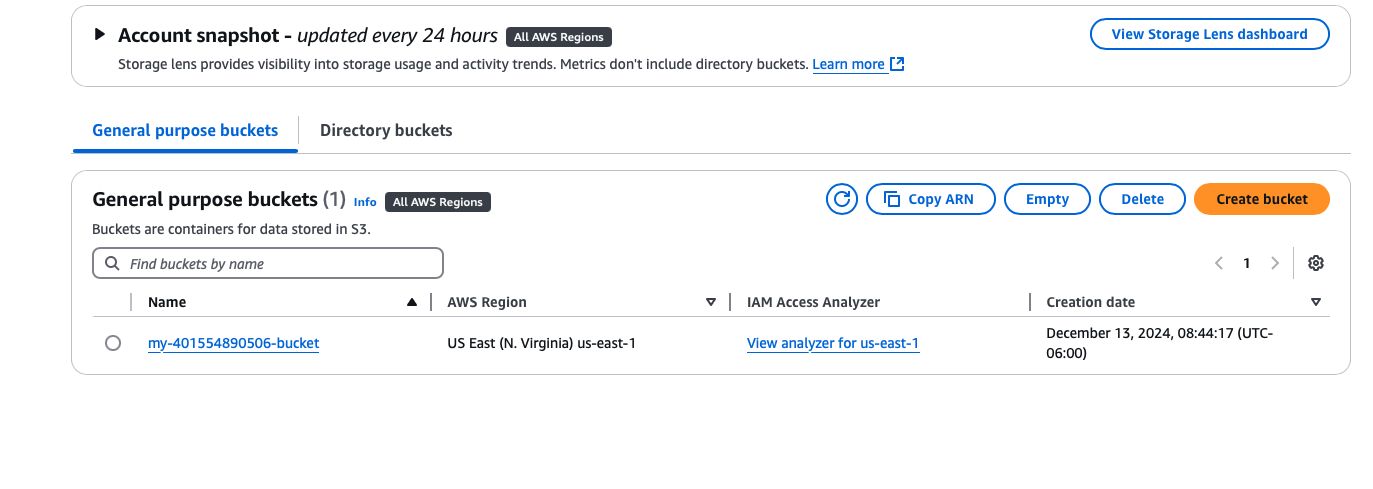 Account snapshot - updated every 24 hours All AWS Regions View Storage Lens dashboard
Storage lens provides visibility into storage usage and activity trends. Metrics don't include directory buckets. Learn more
General purpose buckets Directory buckets
General purpose buckets (1) Info All AWS Regions Copy ARN Empty Delete Create bucket
Buckets are containers for data stored in S3.
Find buckets by name 1
Name AWS Region IAM Access Analyzer Creation date
my-401554890506-bucket US East (N. Virginia) us-east-1 View analyzer for us-east-1 December 13, 2024, 08:44:17 (UTC-
06:00)